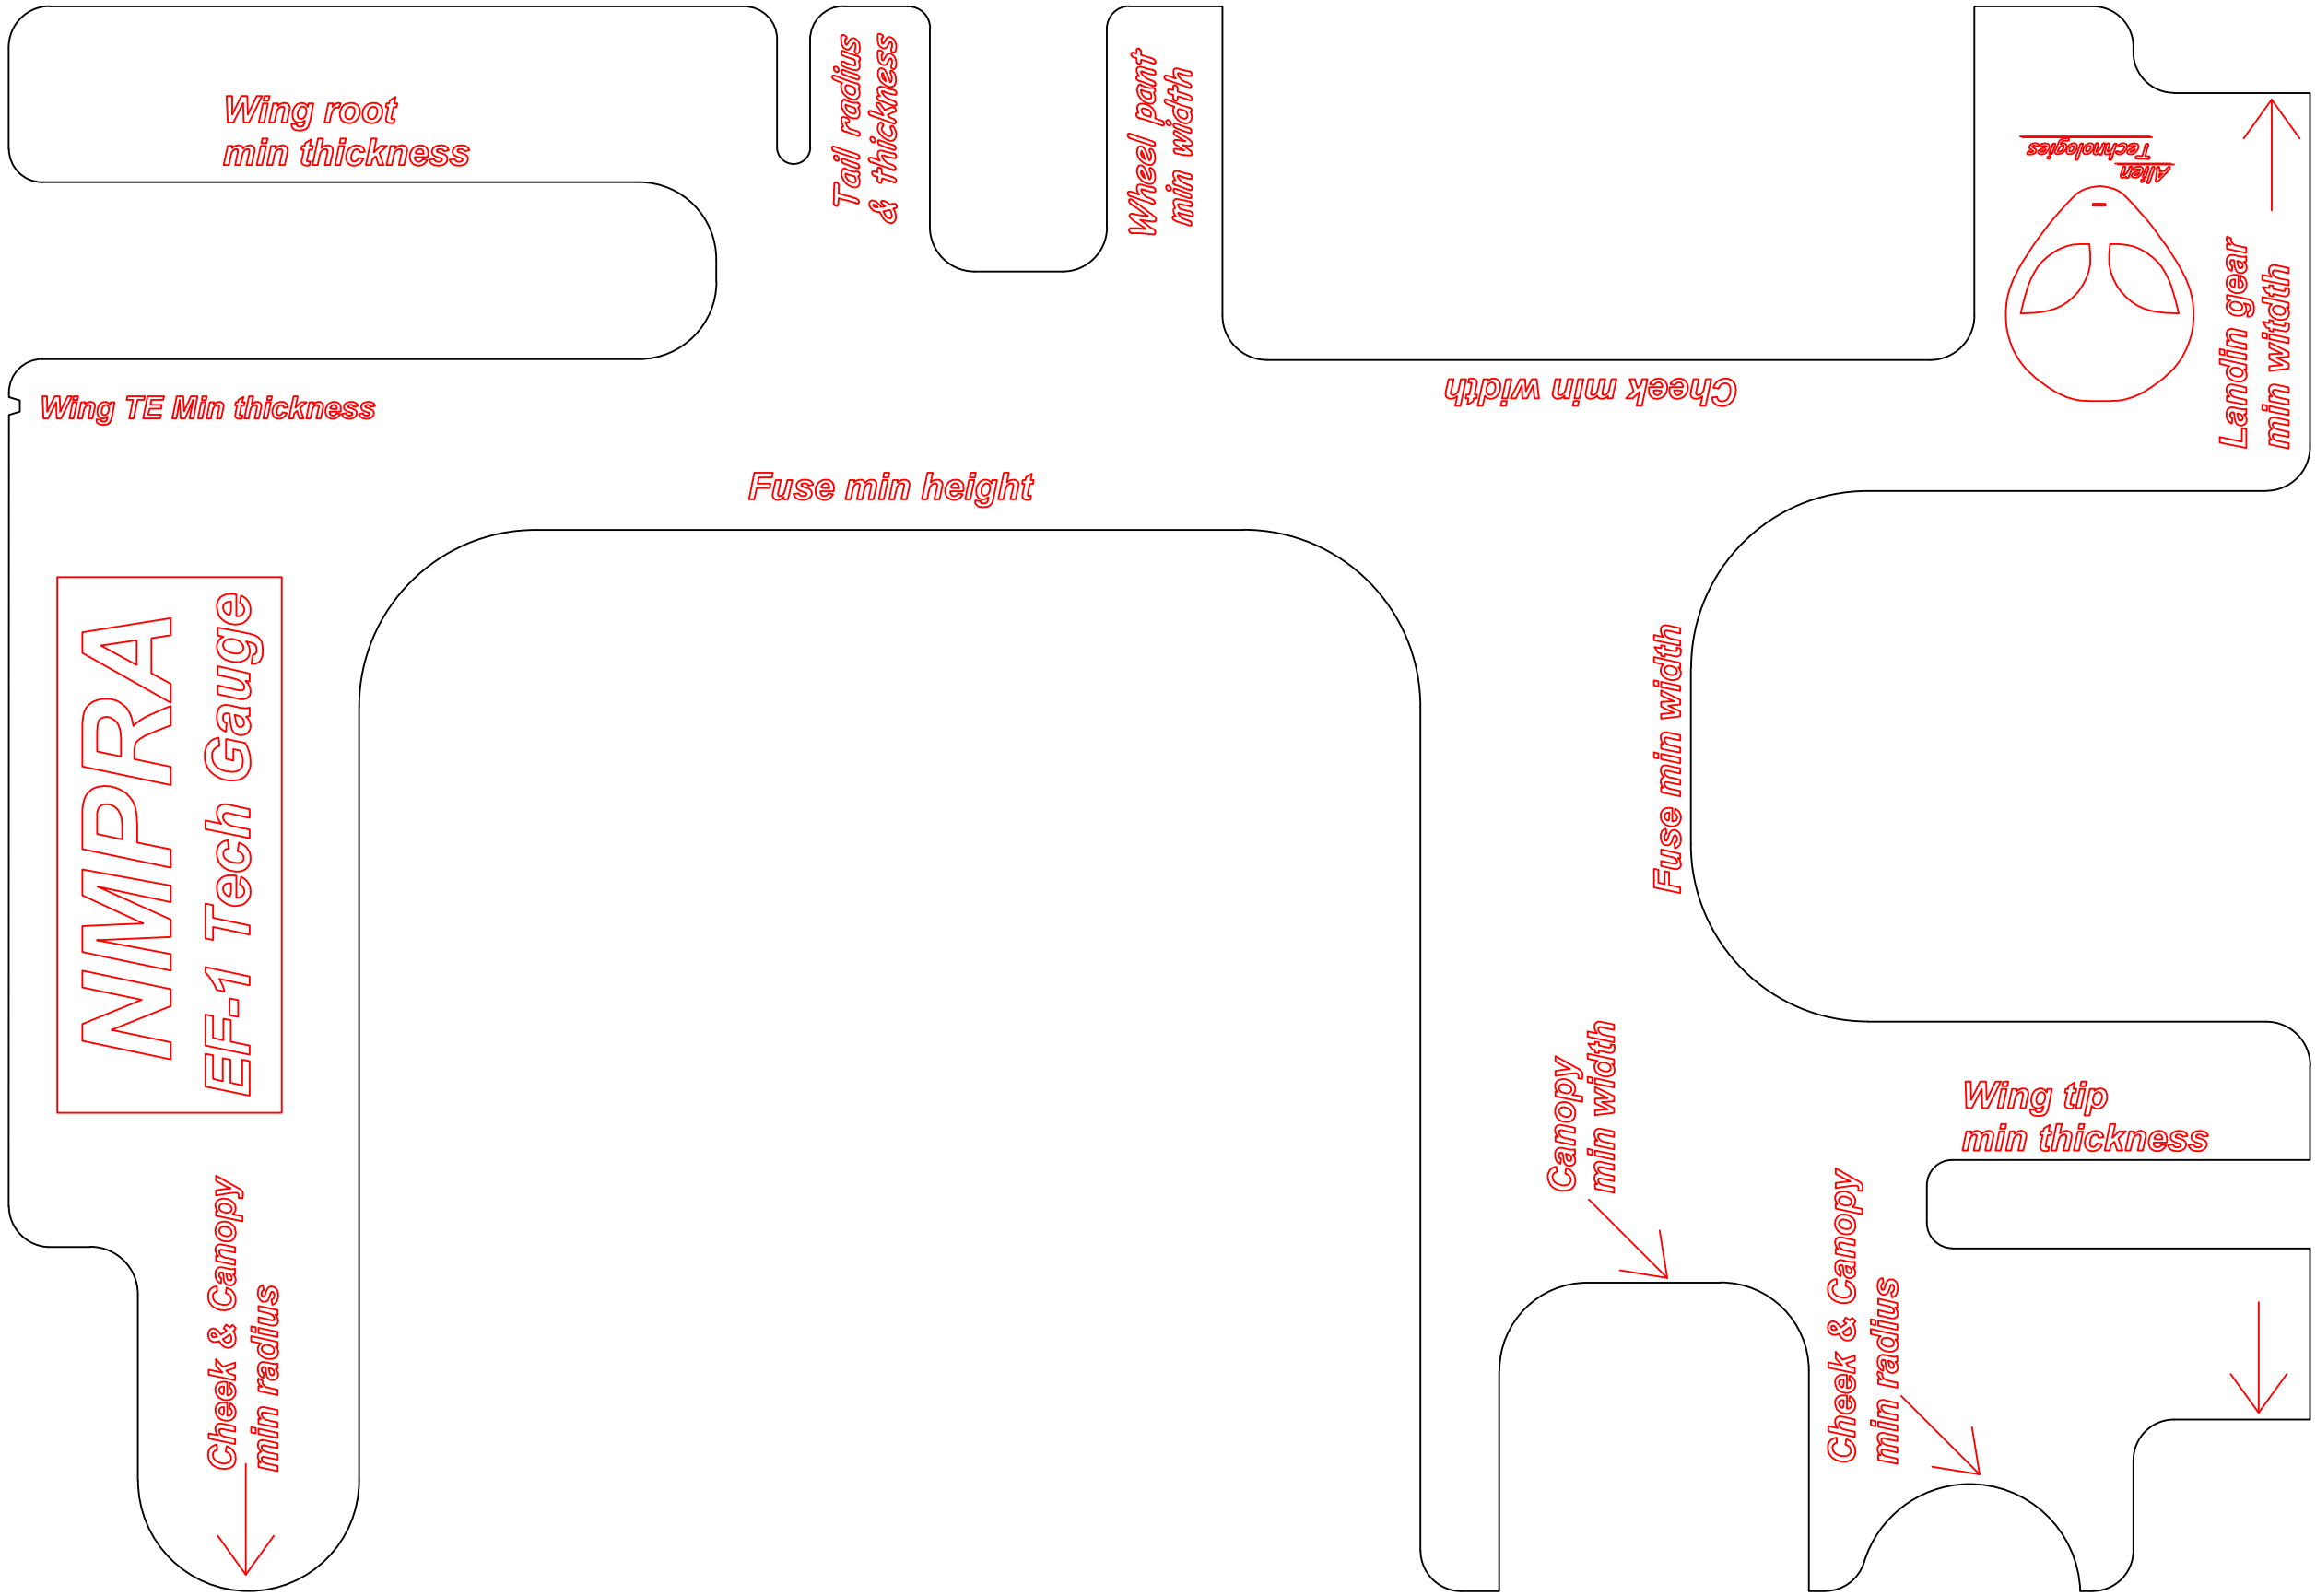 Wing root
min thickness
Tail radius
& thickness
Wheel pant
min width
Alien
Technologies
Landin gear
min witdth
Cheek min width
Wing TE Min thickness
Fuse min height
NMPRA
EF-1 Tech Gauge
Fuse min width
Canopy
min width
Wing tip
min thickness
Cheek & Canopy
min radius
Cheek & Canopy
min radius